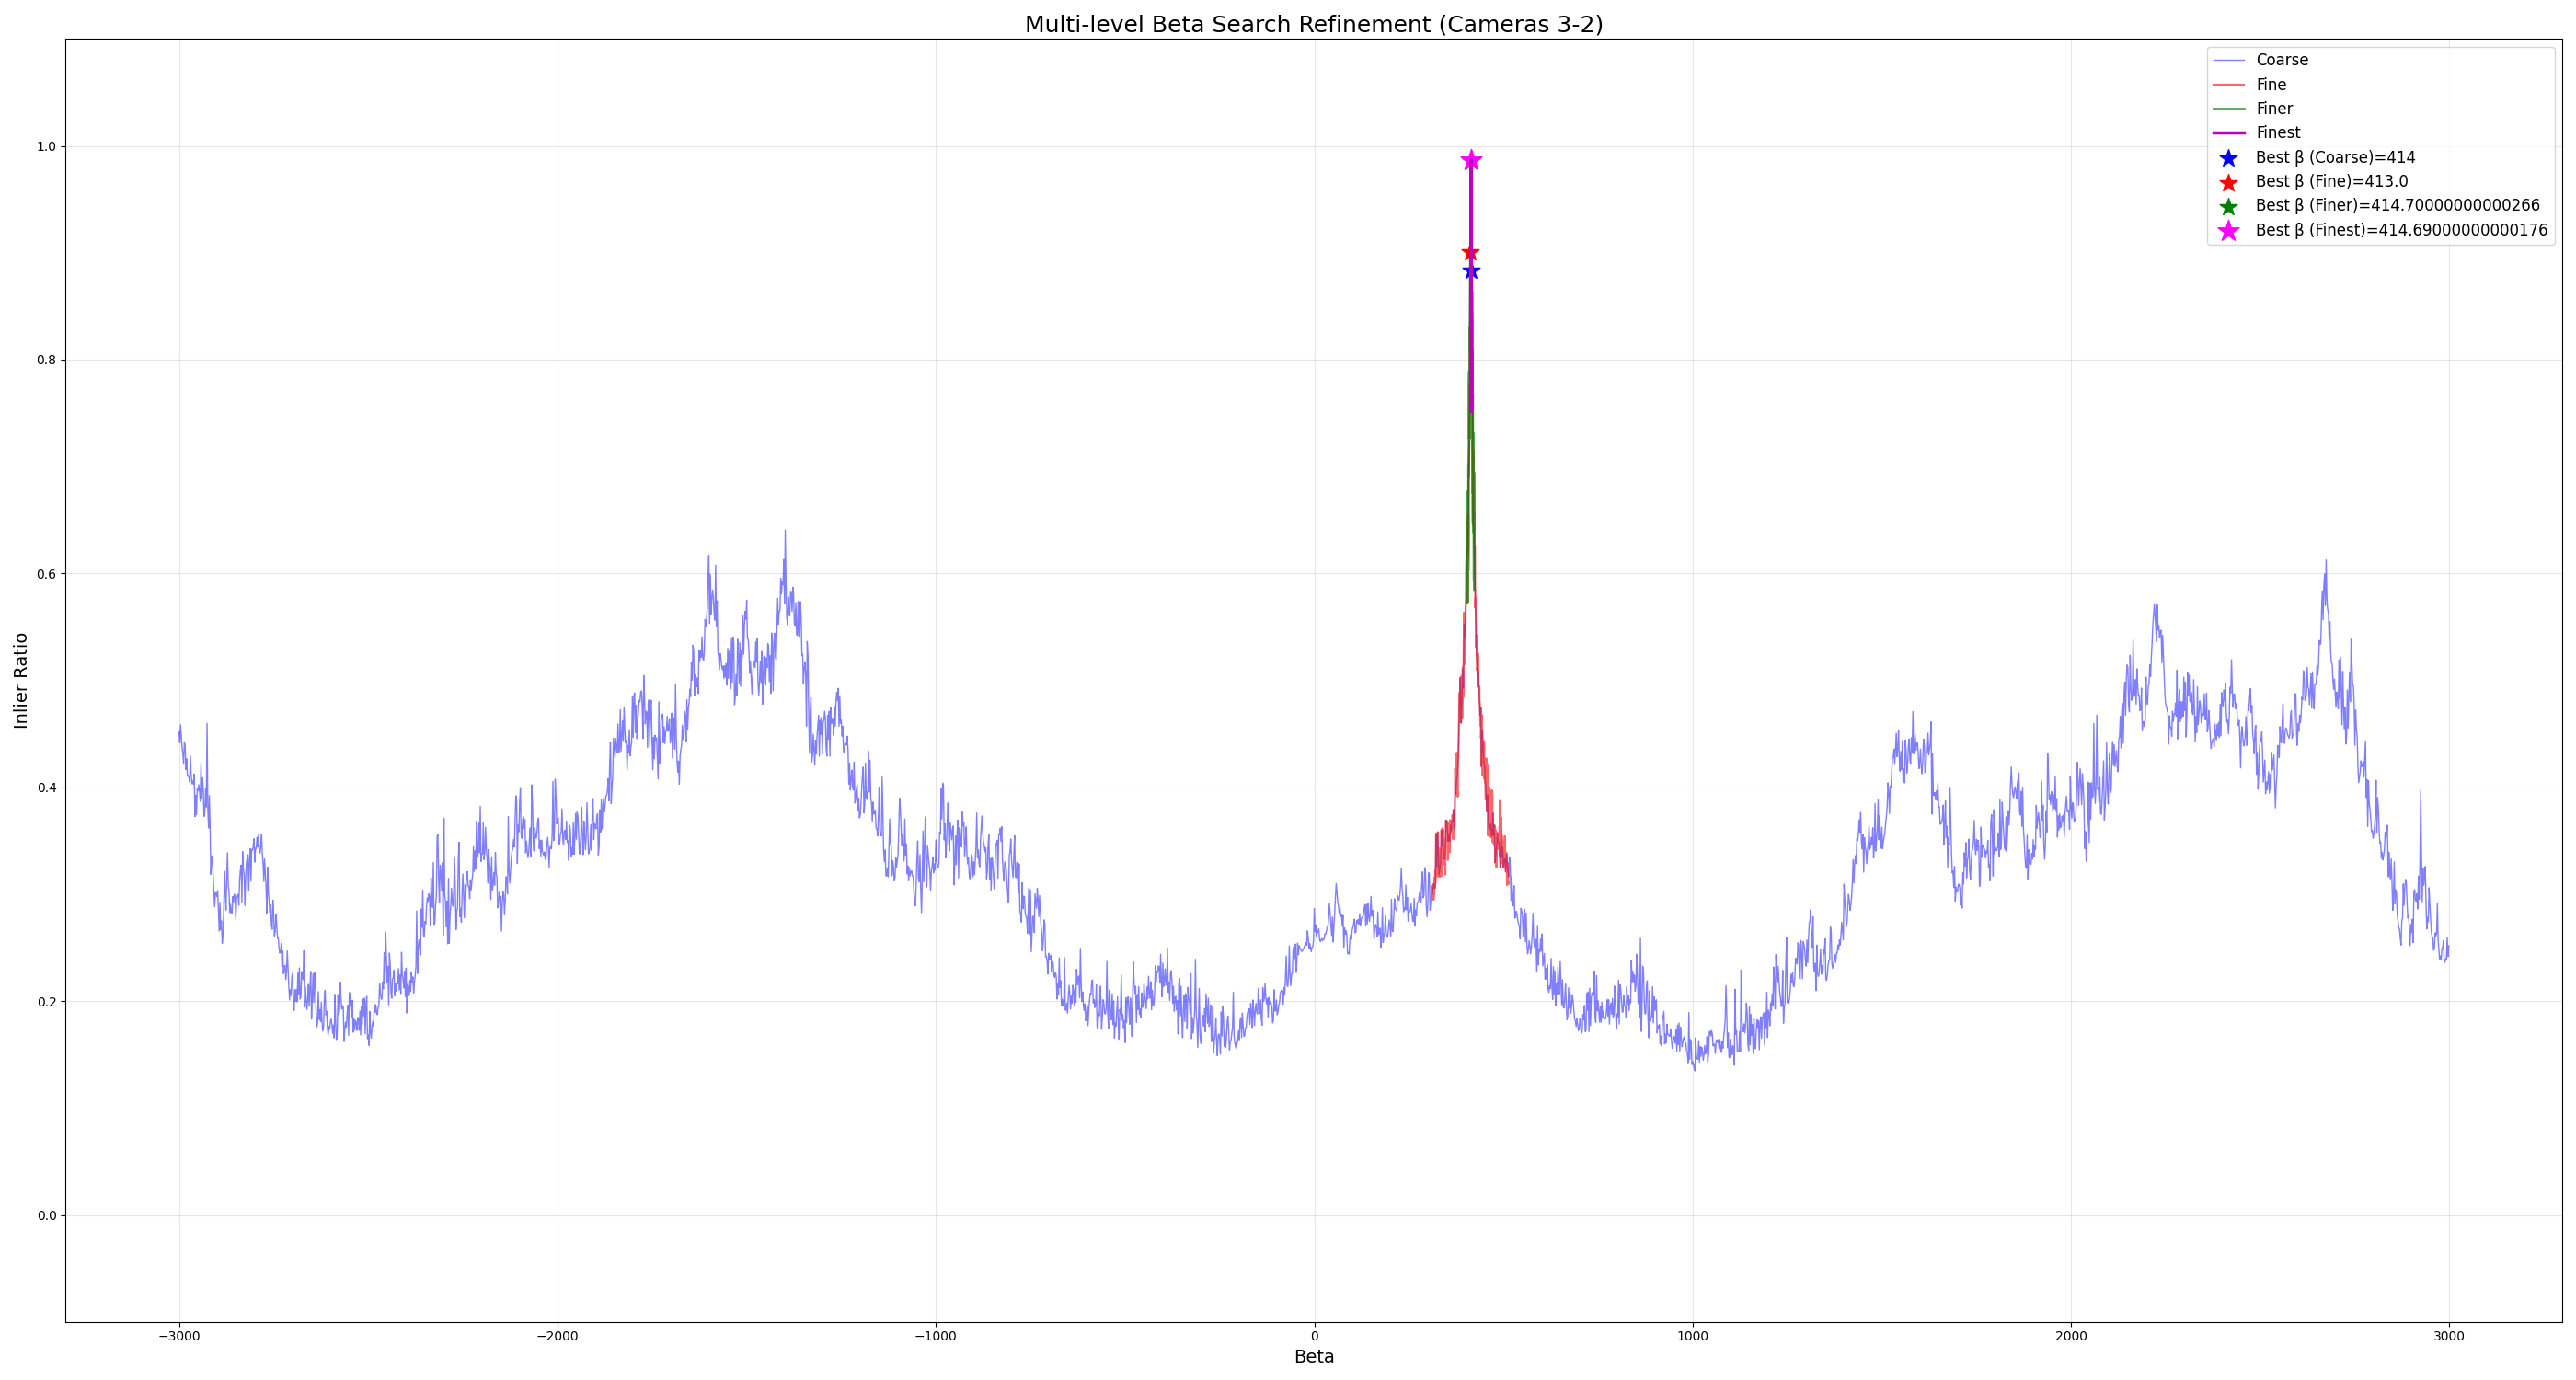 Multi-level Beta Search Refinement (Cameras 3-2)
Coarse
Fine
Finer
Finest
Best β (Coarse)=414
Best β (Fine)=413.0
Best β (Finer)=414.70000000000266
Best β (Finest)=414.69000000000176
1.0
0.8
0.6
0.4
0.2
0.0
Inlier Ratio
−3000 −2000 −1000 0 1000 2000 3000
Beta